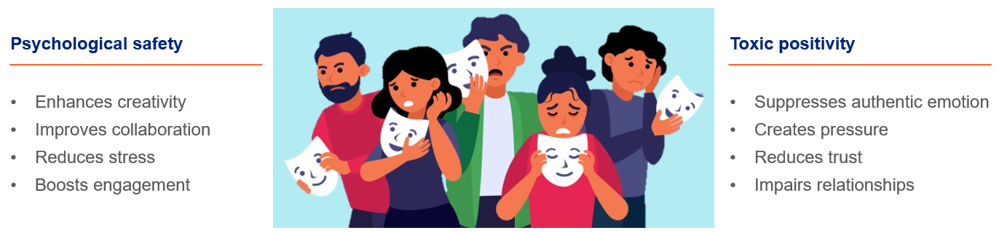 Psychological safety
• Enhances creativity
• Improves collaboration
• Reduces stress
• Boosts engagement
Toxic positivity
• Suppresses authentic emotion
• Creates pressure
• Reduces trust
• Impairs relationships